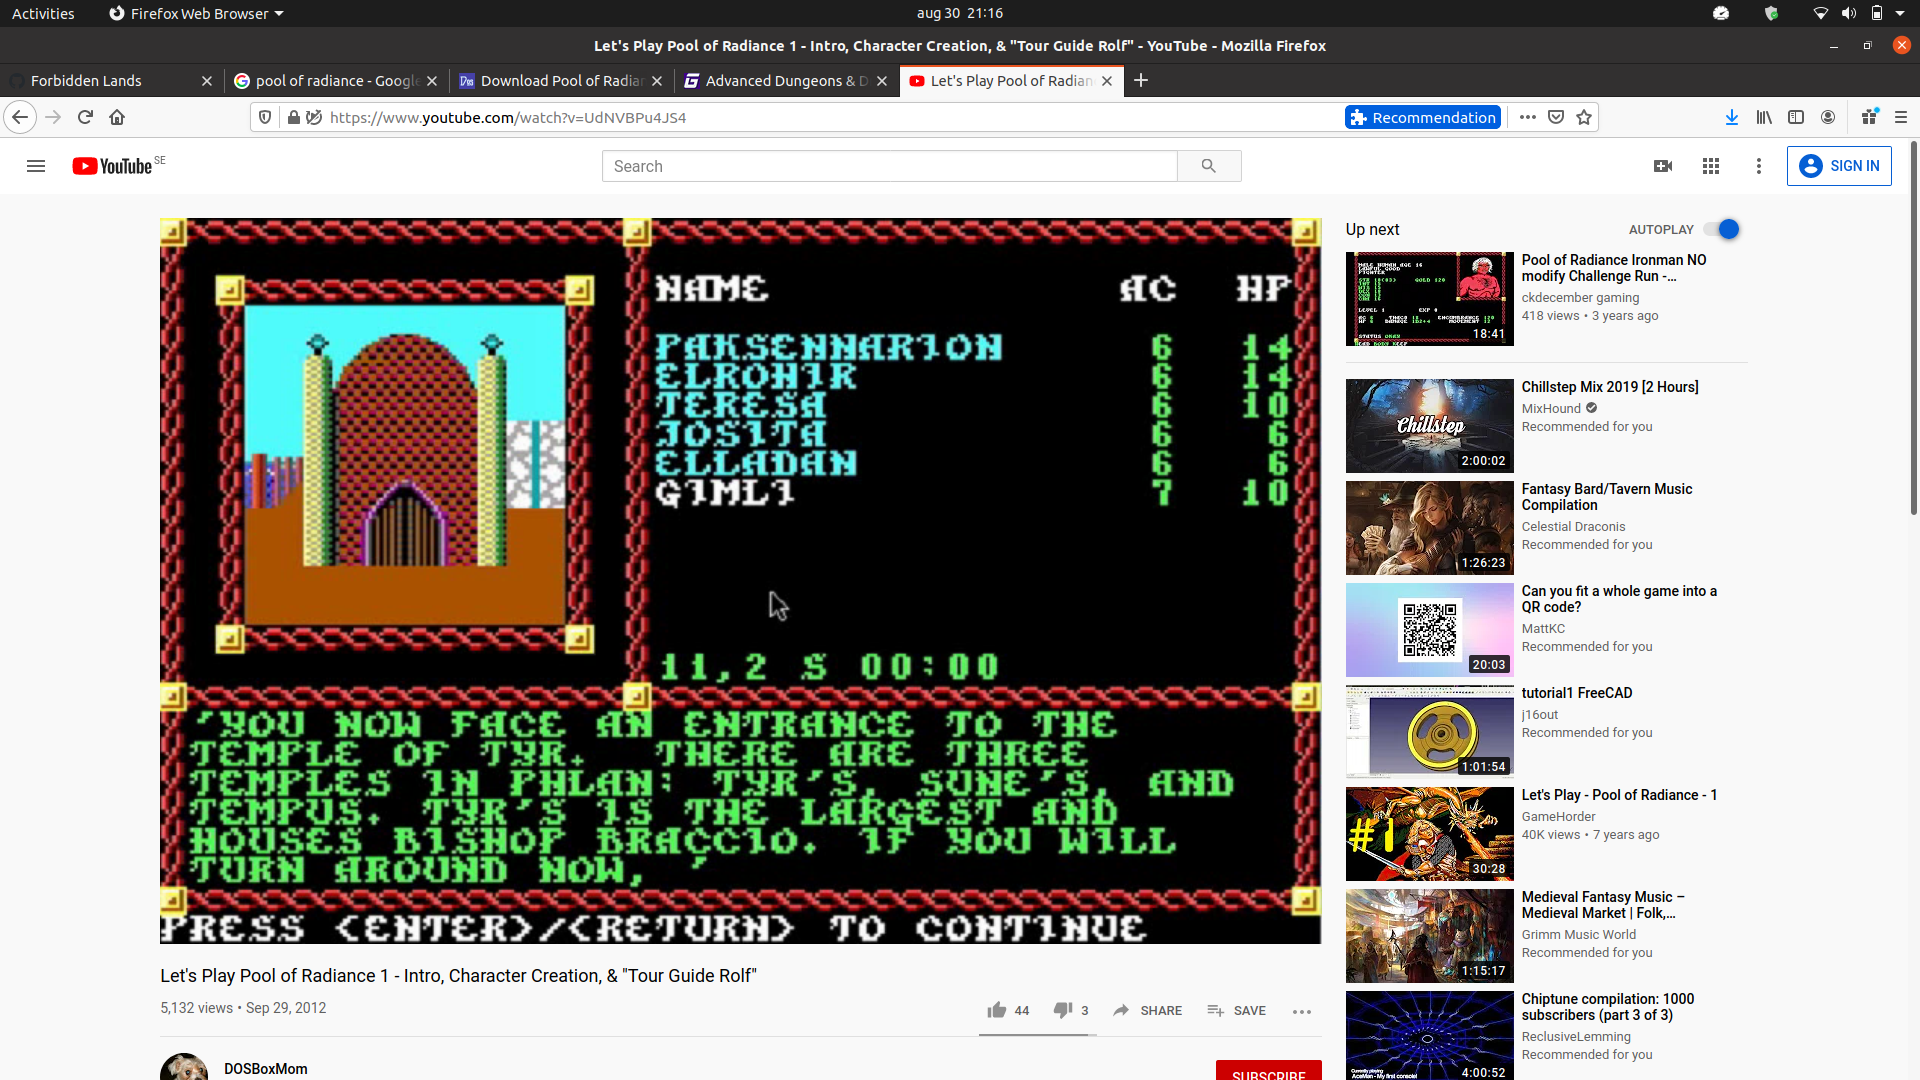 Activities
Firefox Web Browser
aug 30 21:16
Let's Play Pool of Radiance 1 - Intro, Character Creation, & "Tour Guide Rolf" - YouTube - Mozilla Firefox
Forbidden Lands
pool of radiance - Google
Download Pool of Radian
Advanced Dungeons & D
Let's Play Pool of Radian
https://www.youtube.com/watch?v=UdNVBPu4JS4
Recommendation
YouTube SE
Search
SIGN IN
NAME AC HP
PAKSENNARION 6 14
ELROHIR 6 14
TERESA 6 10
JOSITA 6 6
ELLADAN 6 6
GIMLI 7 10
11,2 S 00:00
'YOU NOW FACE AN ENTRANCE TO THE
TEMPLE OF TYR. THERE ARE THREE
TEMPLES IN PHLAN: TYR'S, SUNE'S, AND
TEMPUS. TYR'S IS THE LARGEST AND
HOUSES BISHOP BRACCIO. IF YOU WILL
TURN AROUND NOW, '
PRESS <ENTER>/<RETURN> TO CONTINUE
Let's Play Pool of Radiance 1 - Intro, Character Creation, & "Tour Guide Rolf"
5,132 views • Sep 29, 2012
44
3
SHARE
SAVE
DOSBoxMom
SUBSCRIBE
Up next
AUTOPLAY
18:41
Pool of Radiance Ironman NO
modify Challenge Run -...
ckdecember gaming
418 views • 3 years ago
Chillstep
2:00:02
Chillstep Mix 2019 [2 Hours]
MixHound
Recommended for you
1:26:23
Fantasy Bard/Tavern Music
Compilation
Celestial Draconis
Recommended for you
20:03
Can you fit a whole game into a
QR code?
MattKC
Recommended for you
1:01:54
tutorial1 FreeCAD
j16out
Recommended for you
#1
30:28
Let's Play - Pool of Radiance - 1
GameHorder
40K views • 7 years ago
1:15:17
Medieval Fantasy Music –
Medieval Market | Folk,...
Grimm Music World
Recommended for you
4:00:52
Chiptune compilation: 1000
subscribers (part 3 of 3)
ReclusiveLemming
Recommended for you